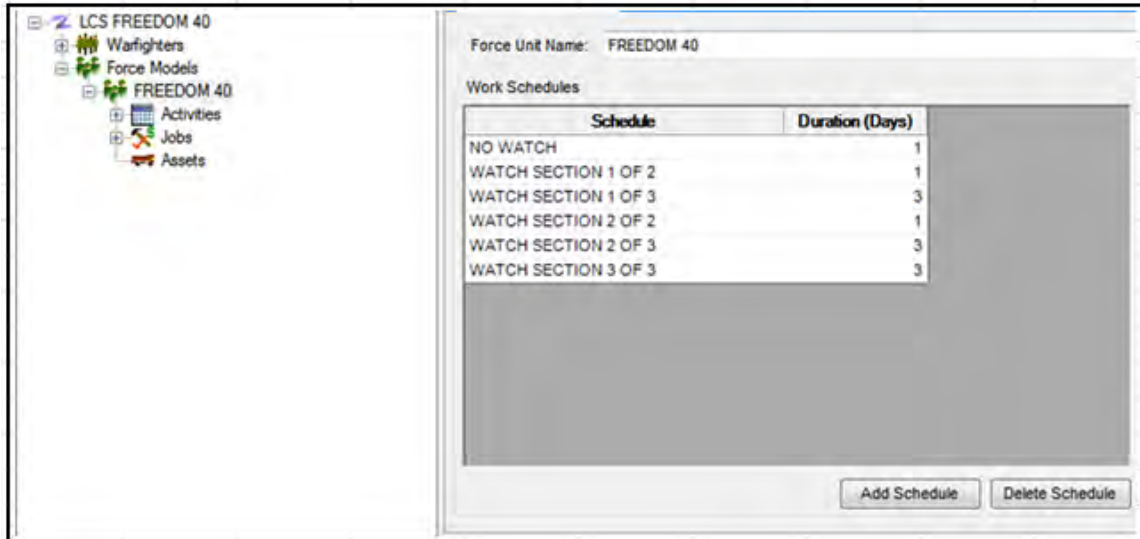 LCS FREEDOM 40
Warfighters
Force Models
FREEDOM 40
Activities
Jobs
Assets
Force Unit Name: FREEDOM 40
Work Schedules
Schedule Duration (Days)
NO WATCH 1
WATCH SECTION 1 OF 2 1
WATCH SECTION 1 OF 3 3
WATCH SECTION 2 OF 2 1
WATCH SECTION 2 OF 3 3
WATCH SECTION 3 OF 3 3
Add Schedule Delete Schedule